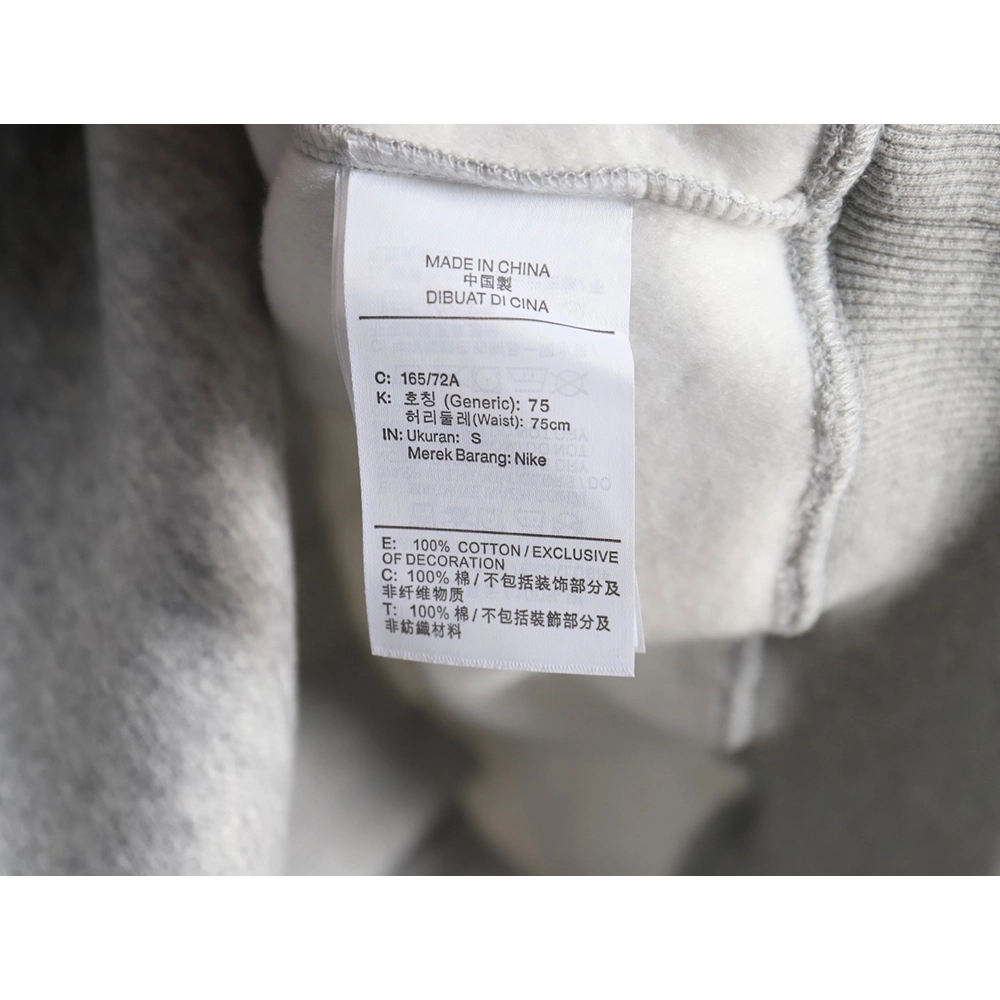 MADE IN CHINA
中国製
DIBUAT DI CINA
C: 165/72A
K: 호칭 (Generic): 75
허리둘레(Waist): 75cm
IN: Ukuran: S
Merek Barang: Nike
E: 100% COTTON / EXCLUSIVE
OF DECORATION
C: 100% 棉 / 不包括装饰部分及
非纤维物质
T: 100% 棉 / 不包括裝飾部分及
非紡織材料